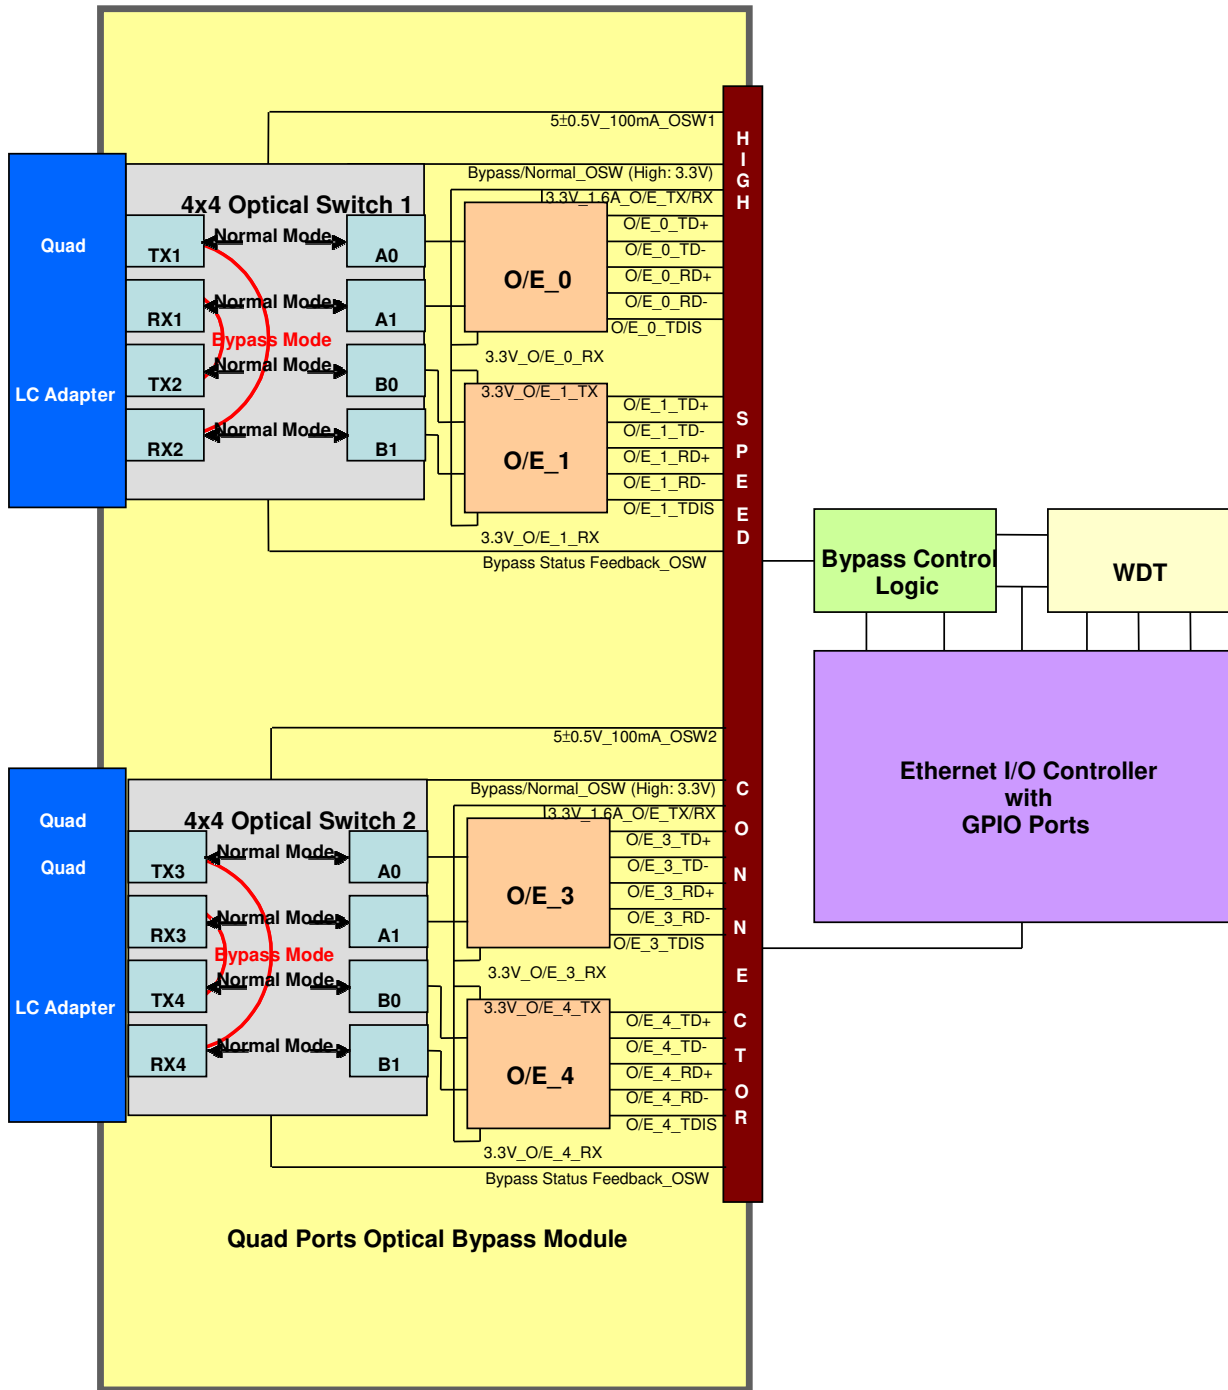 5±0.5V_100mA_OSW1
Bypass/Normal_OSW (High: 3.3V)
3.3V_1.6A_O/E_TX/RX
4x4 Optical Switch 1
Quad
LC Adapter
TX1
Normal Mode
A0
RX1
Normal Mode
A1
Bypass Mode
TX2
Normal Mode
B0
RX2
Normal Mode
B1
O/E_0
O/E_0_TD+
O/E_0_TD-
O/E_0_RD+
O/E_0_RD-
O/E_0_TDIS
3.3V_O/E_0_RX
3.3V_O/E_1_TX
O/E_1
O/E_1_TD+
O/E_1_TD-
O/E_1_RD+
O/E_1_RD-
O/E_1_TDIS
3.3V_O/E_1_RX
Bypass Status Feedback_OSW
HIGH
SPEED
CONNECTOR
Bypass Control
Logic
WDT
Ethernet I/O Controller
with
GPIO Ports
5±0.5V_100mA_OSW2
Bypass/Normal_OSW (High: 3.3V)
3.3V_1.6A_O/E_TX/RX
4x4 Optical Switch 2
Quad
Quad
LC Adapter
TX3
Normal Mode
A0
RX3
Normal Mode
A1
Bypass Mode
TX4
Normal Mode
B0
RX4
Normal Mode
B1
O/E_3
O/E_3_TD+
O/E_3_TD-
O/E_3_RD+
O/E_3_RD-
O/E_3_TDIS
3.3V_O/E_3_RX
3.3V_O/E_4_TX
O/E_4
O/E_4_TD+
O/E_4_TD-
O/E_4_RD+
O/E_4_RD-
O/E_4_TDIS
3.3V_O/E_4_RX
Bypass Status Feedback_OSW
Quad Ports Optical Bypass Module